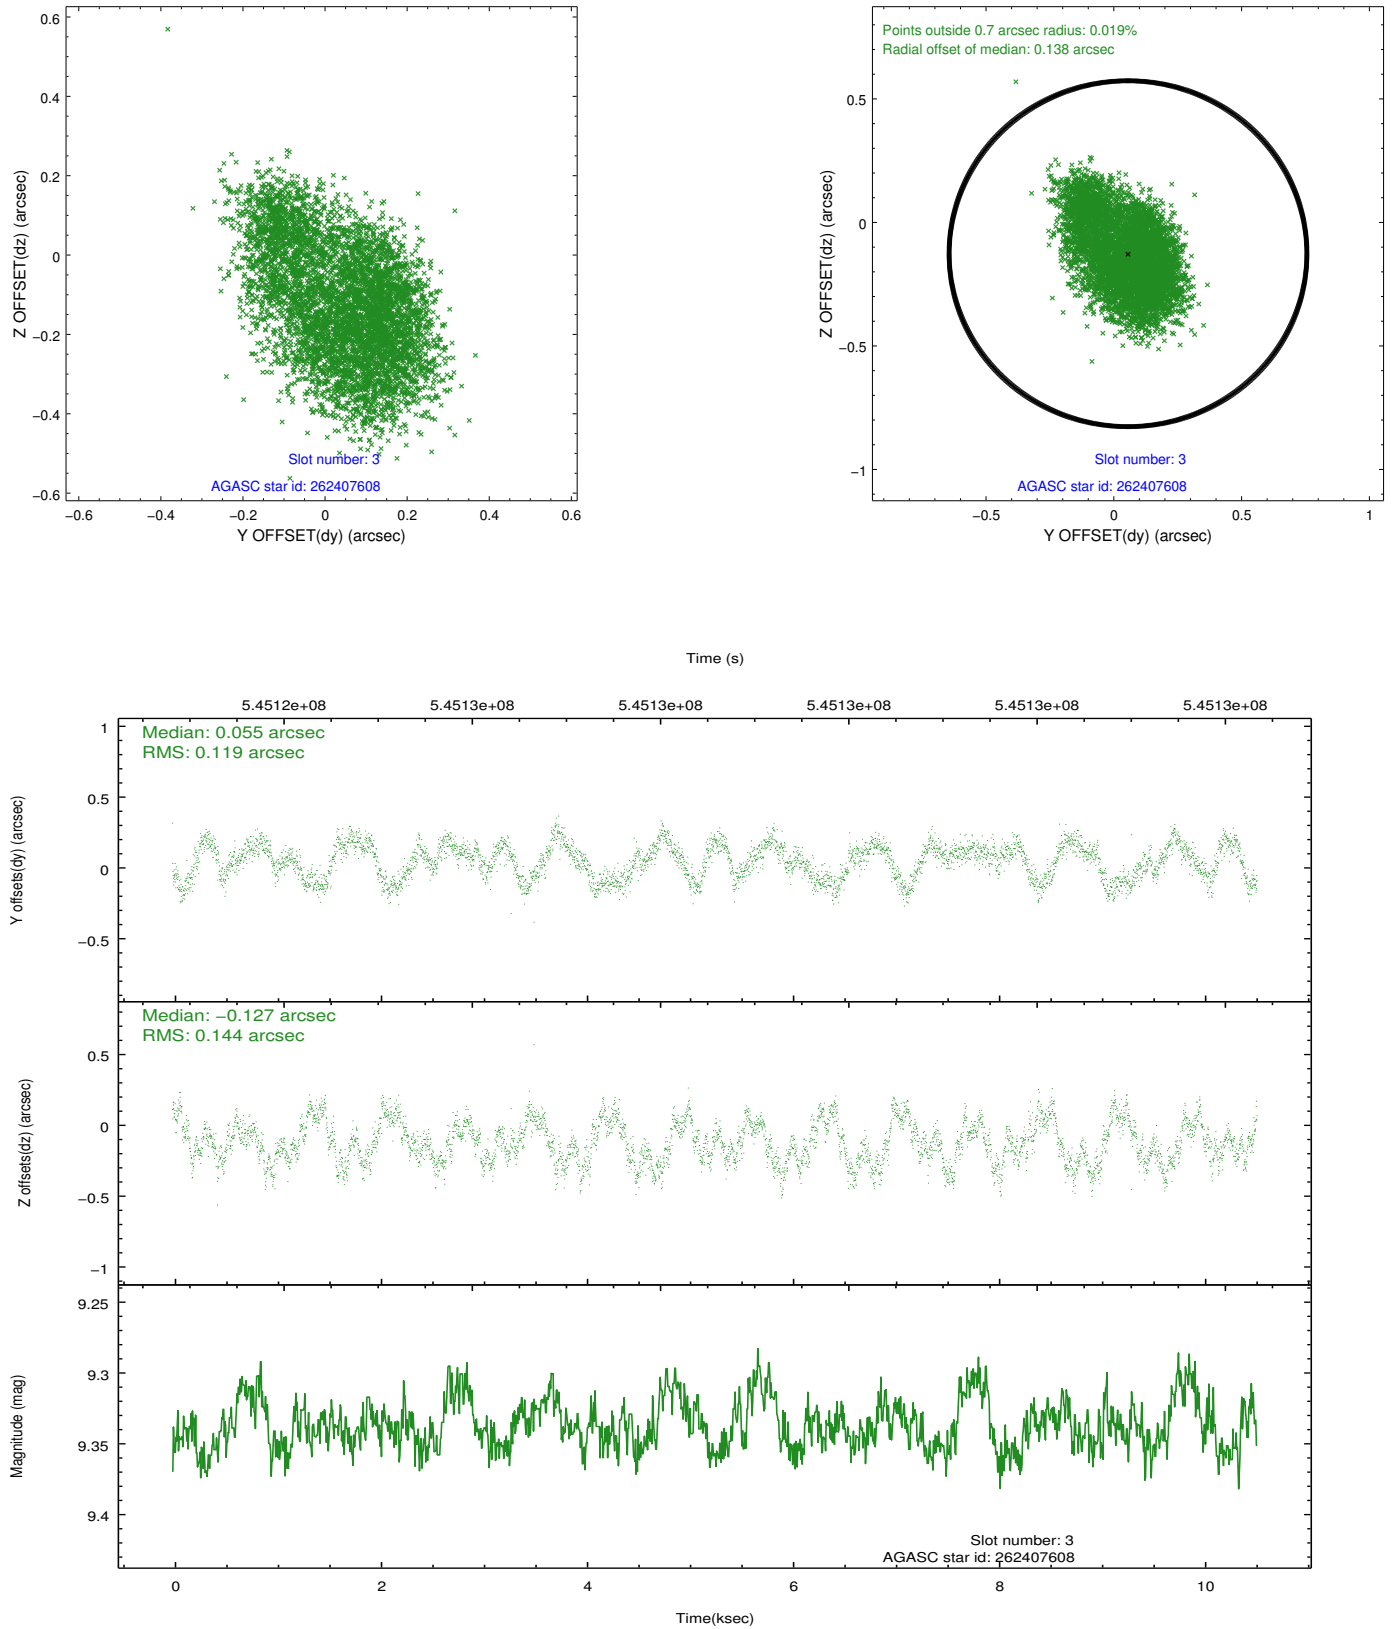 0.6
0.4
0.2
0
−0.2
−0.4
−0.6
Z OFFSET(dz) (arcsec)
Slot number: 3
AGASC star id: 262407608
−0.6 −0.4 −0.2 0 0.2 0.4 0.6
Y OFFSET(dy) (arcsec)
Points outside 0.7 arcsec radius: 0.019%
Radial offset of median: 0.138 arcsec
0.5
0
−0.5
−1
Z OFFSET(dz) (arcsec)
Slot number: 3
AGASC star id: 262407608
−0.5 0 0.5 1
Y OFFSET(dy) (arcsec)
Time (s)
5.4512e+08 5.4513e+08 5.4513e+08 5.4513e+08 5.4513e+08 5.4513e+08
Median: 0.055 arcsec
RMS: 0.119 arcsec
1
0.5
0
−0.5
Y offsets(dy) (arcsec)
Median: −0.127 arcsec
RMS: 0.144 arcsec
0.5
0
−0.5
−1
Z offsets(dz) (arcsec)
9.25
9.3
9.35
9.4
Magnitude (mag)
Slot number: 3
AGASC star id: 262407608
0 2 4 6 8 10
Time(ksec)